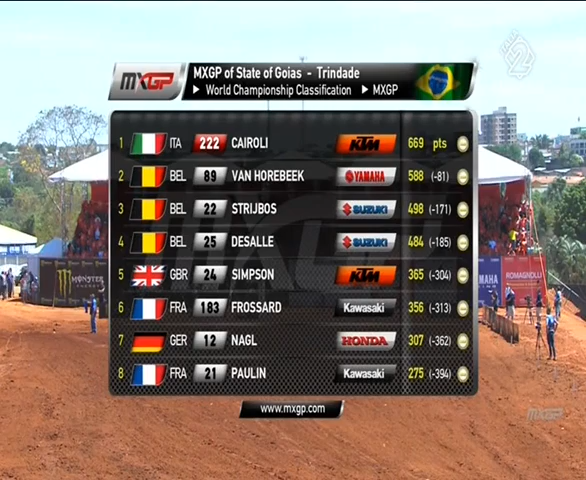 MXGP
MXGP of State of Goias - Trindade
World Championship Classification MXGP
2
1 ITA 222 CAIROLI KTM 669 pts
2 BEL 89 VAN HOREBEEK YAMAHA 588 (-81)
3 BEL 22 STRIJBOS SUZUKI 498 (-171)
4 BEL 25 DESALLE SUZUKI 484 (-185)
5 GBR 24 SIMPSON KTM 365 (-304)
6 FRA 183 FROSSARD Kawasaki 356 (-313)
7 GER 12 NAGL HONDA 307 (-362)
8 FRA 21 PAULIN Kawasaki 275 (-394)
MONSTER
YAMAHA
ROMAGNOLLI
www.mxgp.com
MXGP